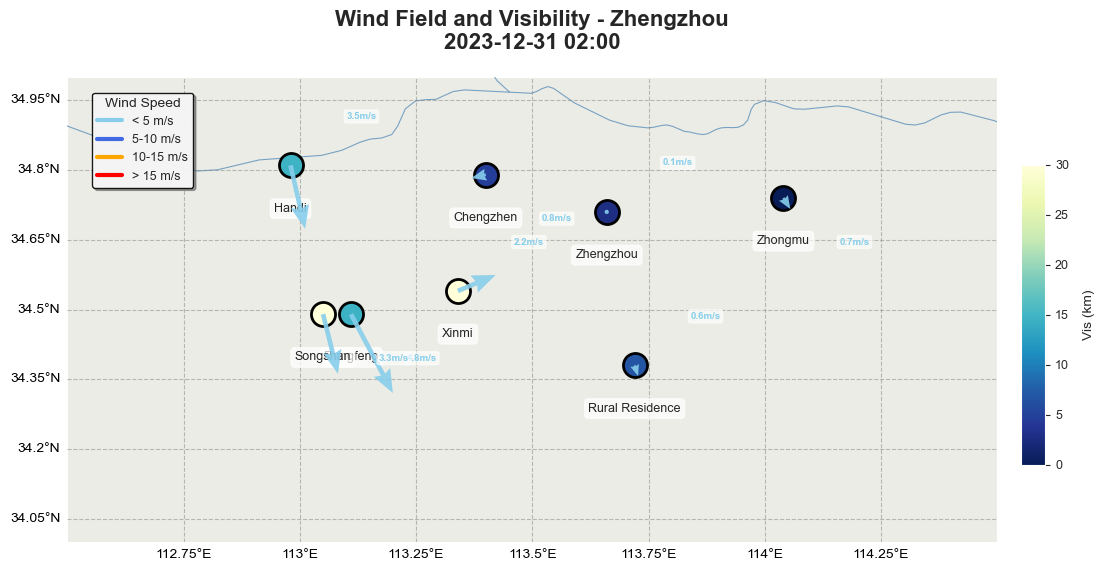 Wind Field and Visibility - Zhengzhou
2023-12-31 02:00
34.95°N
34.8°N
34.65°N
34.5°N
34.35°N
34.2°N
34.05°N
Wind Speed
< 5 m/s
5-10 m/s
10-15 m/s
> 15 m/s
3.5m/s
0.1m/s
Chengzhen
0.8m/s
2.2m/s
Zhengzhou
Zhongmu
0.7m/s
0.6m/s
Xinmi
3.3m/s
Rural Residence
112.75°E
113°E
113.25°E
113.5°E
113.75°E
114°E
114.25°E
30
25
20
15
10
5
0
Vis (km)